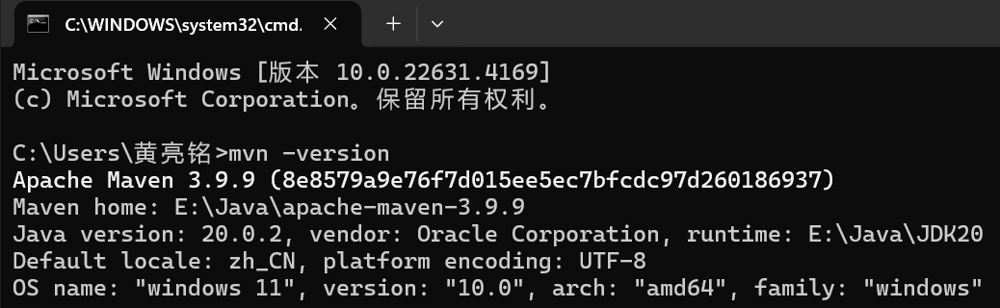 C:\WINDOWS\system32\cmd.
Microsoft Windows [版本 10.0.22631.4169]
(c) Microsoft Corporation。保留所有权利。
C:\Users\黄亮铭>mvn -version
Apache Maven 3.9.9 (8e8579a9e76f7d015ee5ec7bfcdc97d260186937)
Maven home: E:\Java\apache-maven-3.9.9
Java version: 20.0.2, vendor: Oracle Corporation, runtime: E:\Java\JDK20
Default locale: zh_CN, platform encoding: UTF-8
OS name: "windows 11", version: "10.0", arch: "amd64", family: "windows"